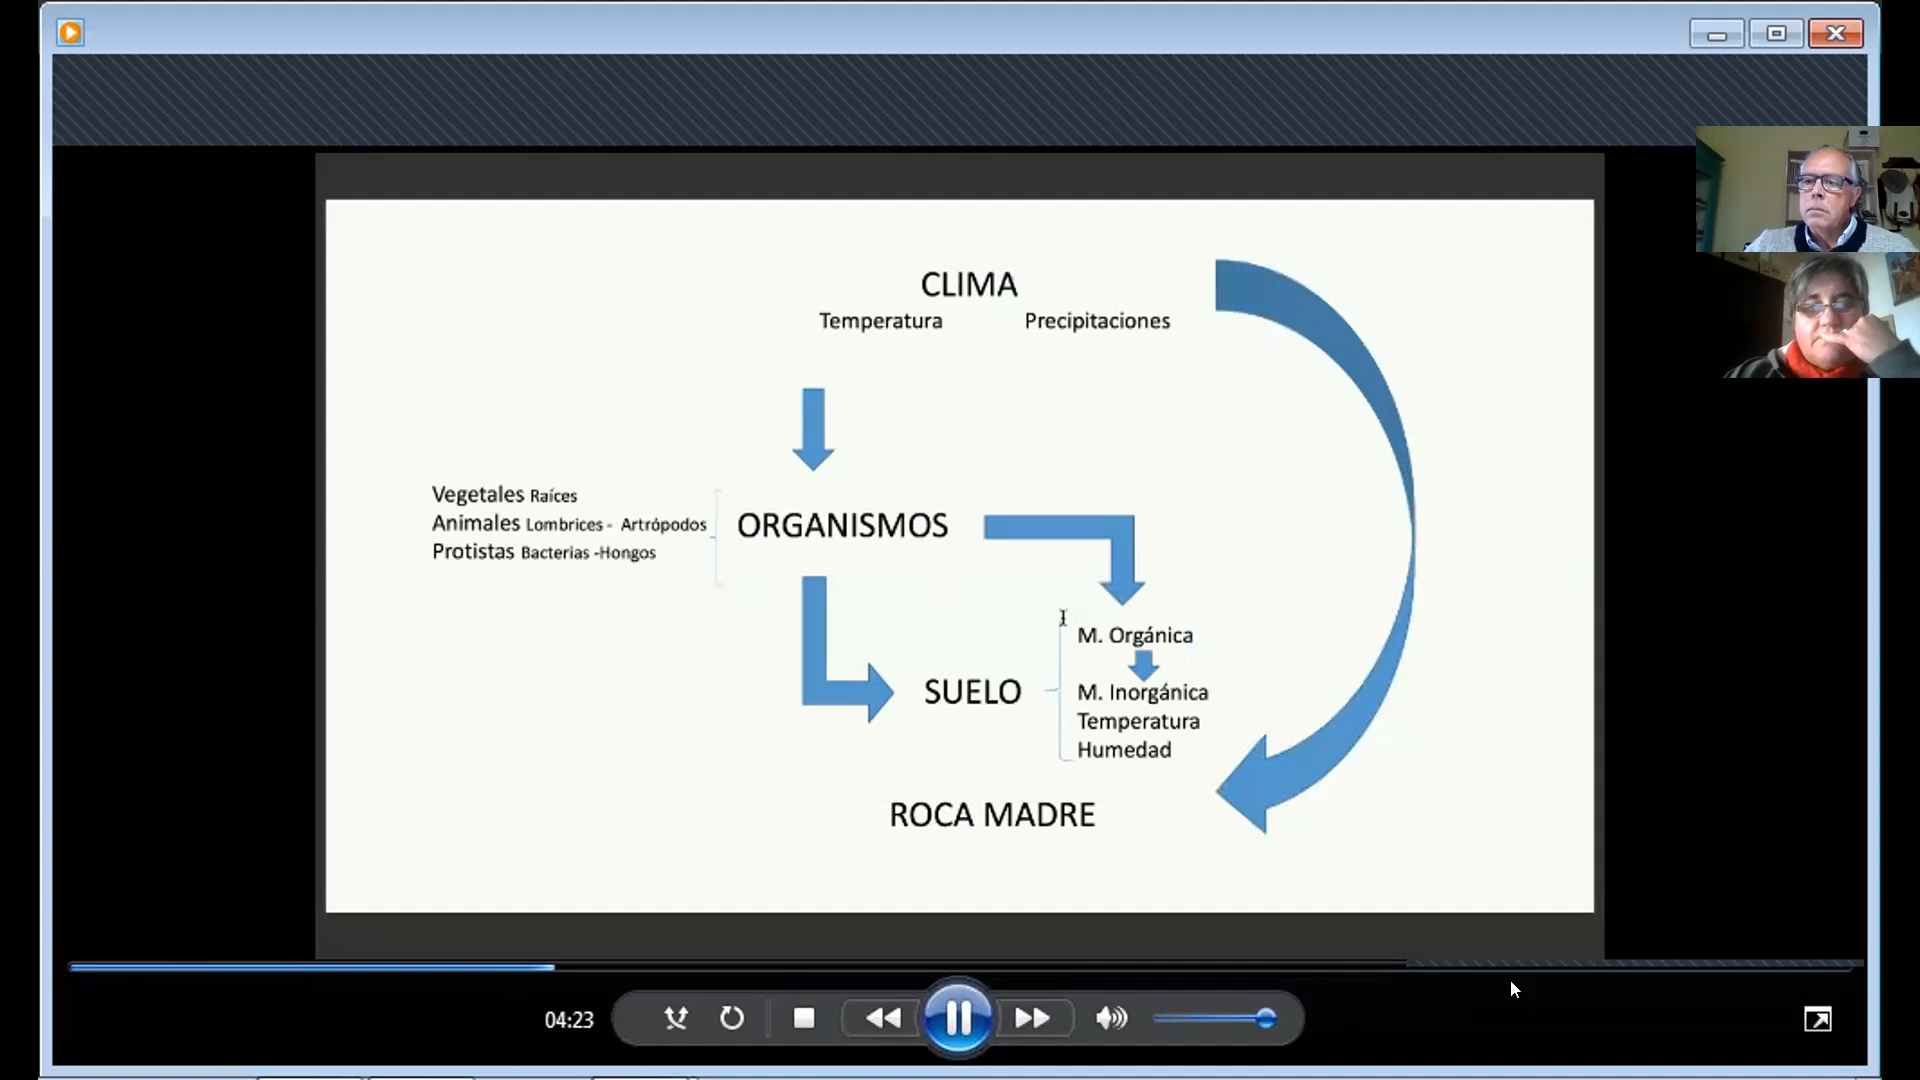 CLIMA
Temperatura Precipitaciones
Vegetales Raíces
Animales Lombrices - Artrópodos
Protistas Bacterias -Hongos
ORGANISMOS
M. Orgánica
SUELO
M. Inorgánica
Temperatura
Humedad
ROCA MADRE
04:23